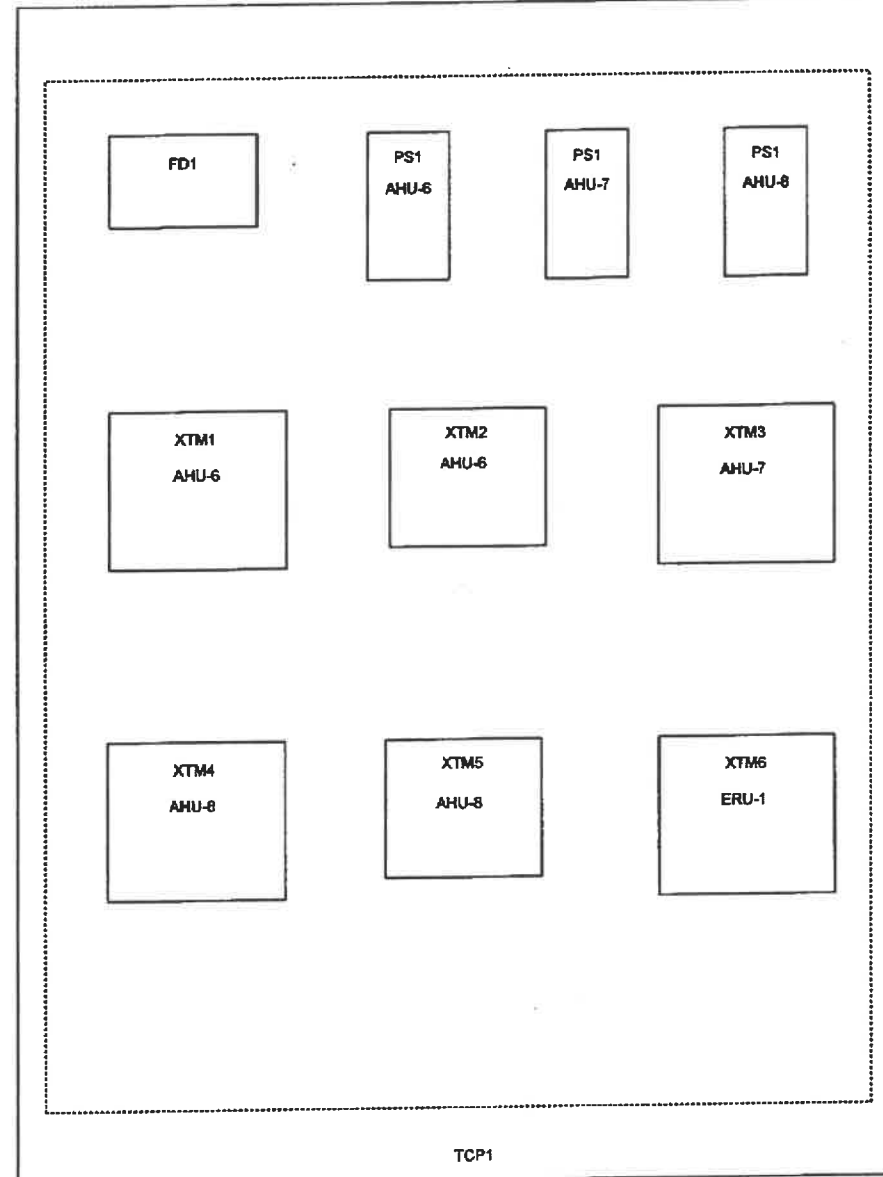 FD1
PS1
AHU-6
PS1
AHU-7
PS1
AHU-8
XTM1
AHU-6
XTM2
AHU-6
XTM3
AHU-7
XTM4
AHU-8
XTM5
AHU-8
XTM6
ERU-1
TCP1